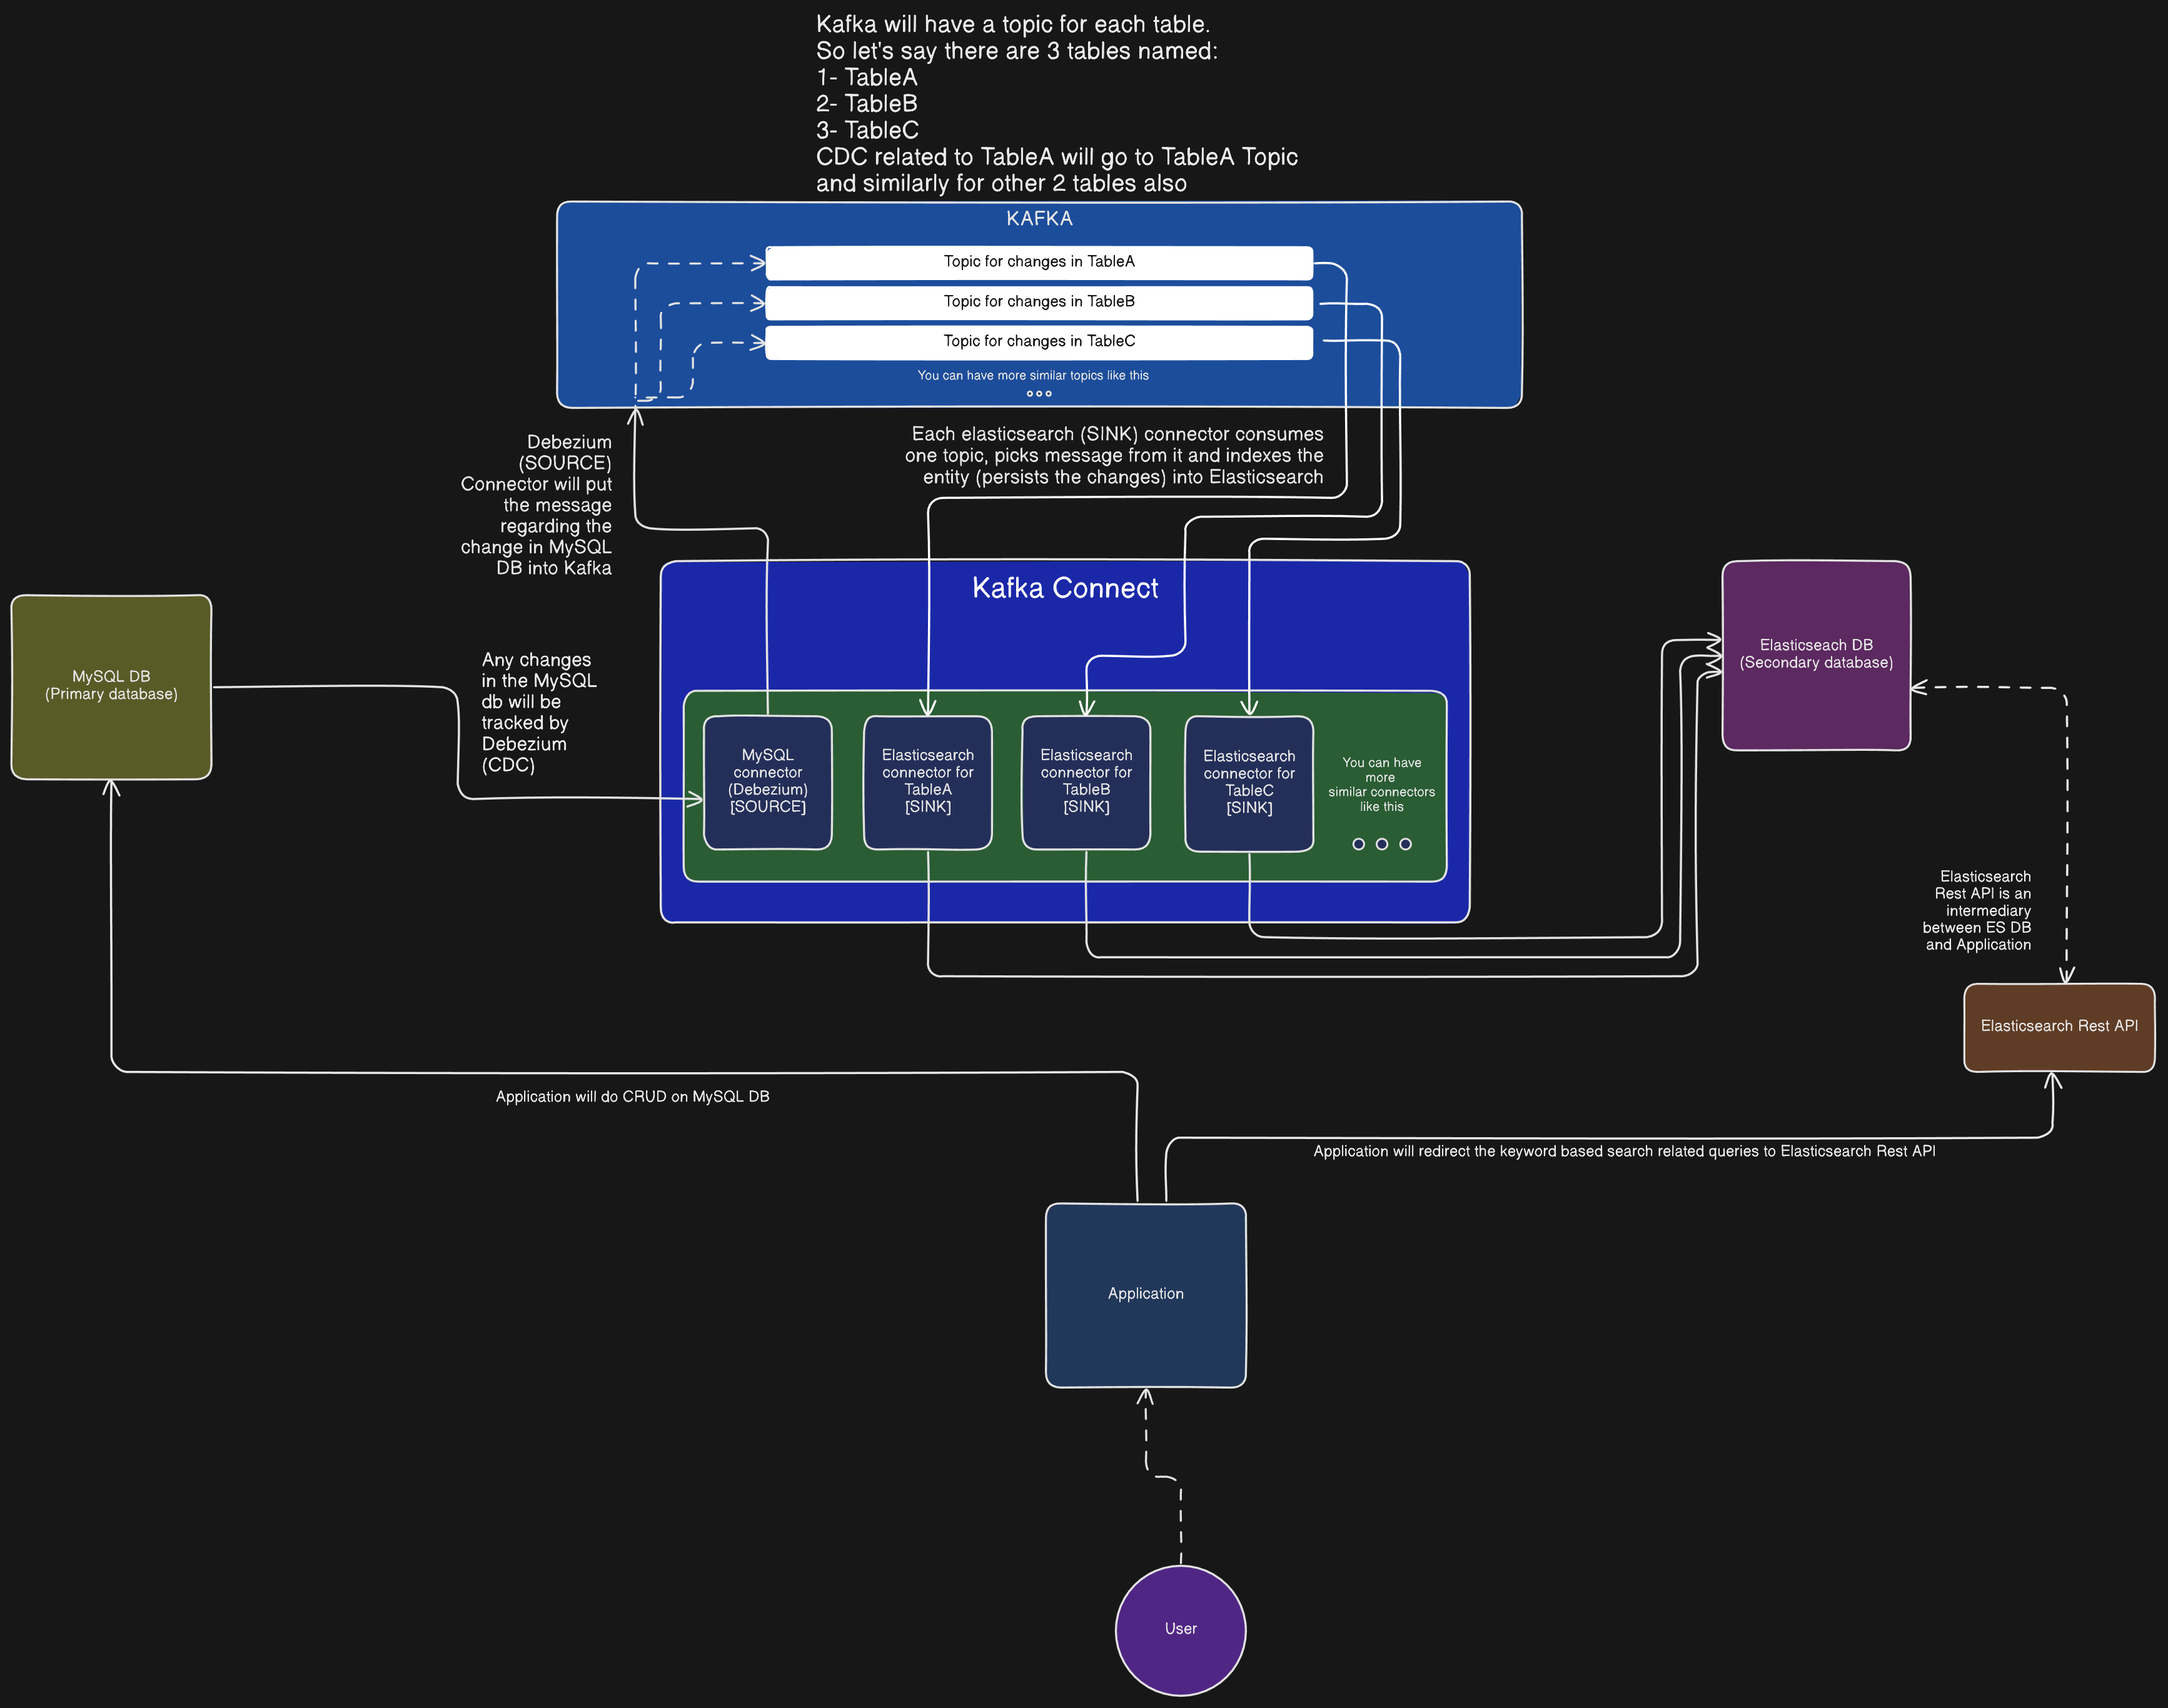 Kafka will have a topic for each table.
So let's say there are 3 tables named:
1- TableA
2- TableB
3- TableC
CDC related to TableA will go to TableA Topic
and similarly for other 2 tables also
KAFKA
Topic for changes in TableA
Topic for changes in TableB
Topic for changes in TableC
You can have more similar topics like this
Debezium
(SOURCE)
Connector will put
the message
regarding the
change in MySQL
DB into Kafka
Each elasticsearch (SINK) connector consumes
one topic, picks message from it and indexes the
entity (persists the changes) into Elasticsearch
Kafka Connect
MySQL DB
(Primary database)
Any changes
in the MySQL
db will be
tracked by
Debezium
(CDC)
MySQL
connector
(Debezium)
[SOURCE]
Elasticsearch
connector for
TableA
[SINK]
Elasticsearch
connector for
TableB
[SINK]
Elasticsearch
connector for
TableC
[SINK]
You can have
more
similar connectors
like this
Elasticseach DB
(Secondary database)
Elasticsearch
Rest API is an
intermediary
between ES DB
and Application
Elasticsearch Rest API
Application will do CRUD on MySQL DB
Application will redirect the keyword based search related queries to Elasticsearch Rest API
Application
User